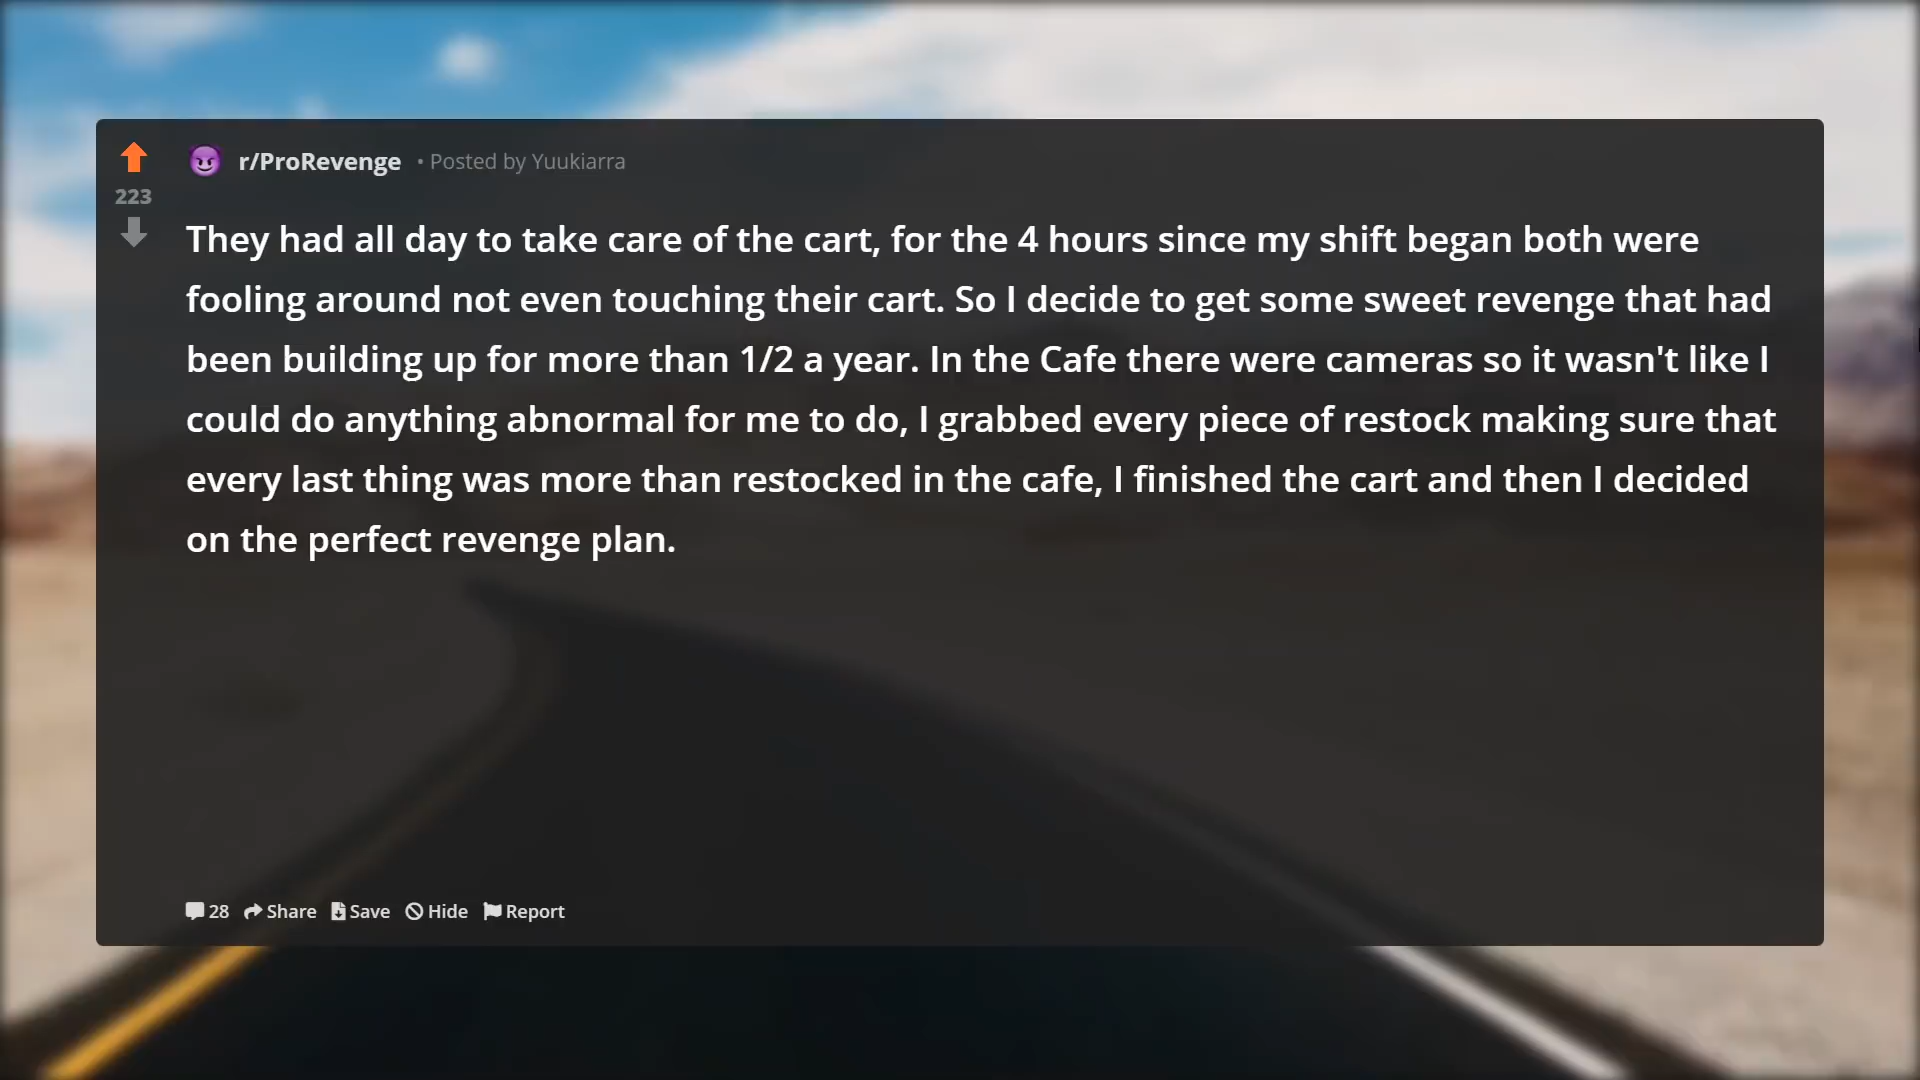 r/ProRevenge • Posted by Yuukiarra
223
They had all day to take care of the cart, for the 4 hours since my shift began both were
fooling around not even touching their cart. So I decide to get some sweet revenge that had
been building up for more than 1/2 a year. In the Cafe there were cameras so it wasn't like I
could do anything abnormal for me to do, I grabbed every piece of restock making sure that
every last thing was more than restocked in the cafe, I finished the cart and then I decided
on the perfect revenge plan.
28 Share Save Hide Report